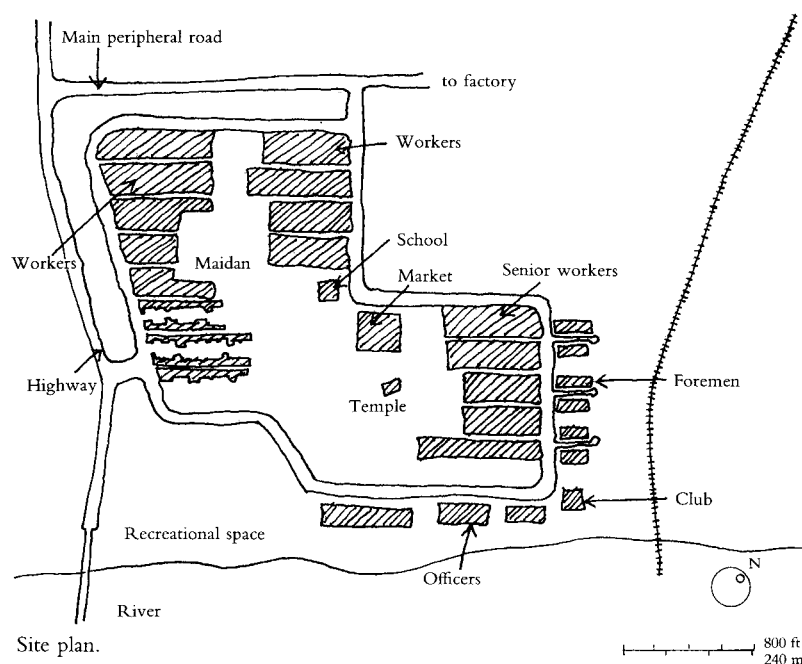 Main peripheral road
to factory
Workers
School
Workers
Maidan
Market
Senior workers
Highway
Temple
Foremen
Club
Recreational space
Officers
N
River
Site plan.
800 ft
240 m